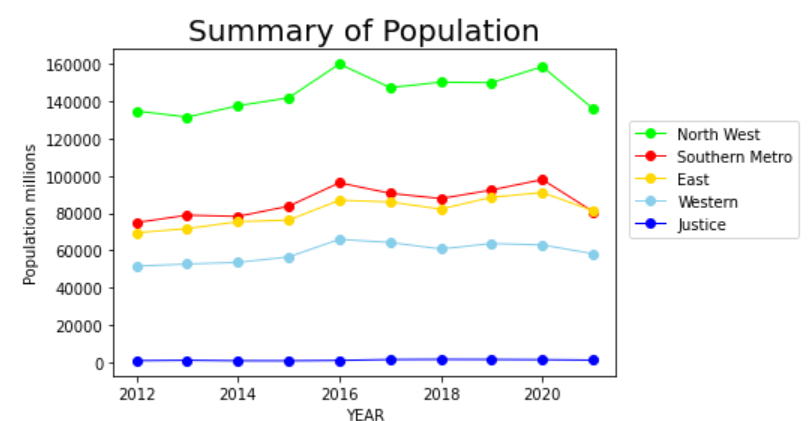 Summary of Population
Population millions
160000
140000
120000
100000
80000
60000
40000
20000
0
2012
2014
2016
2018
2020
YEAR
North West
Southern Metro
East
Western
Justice